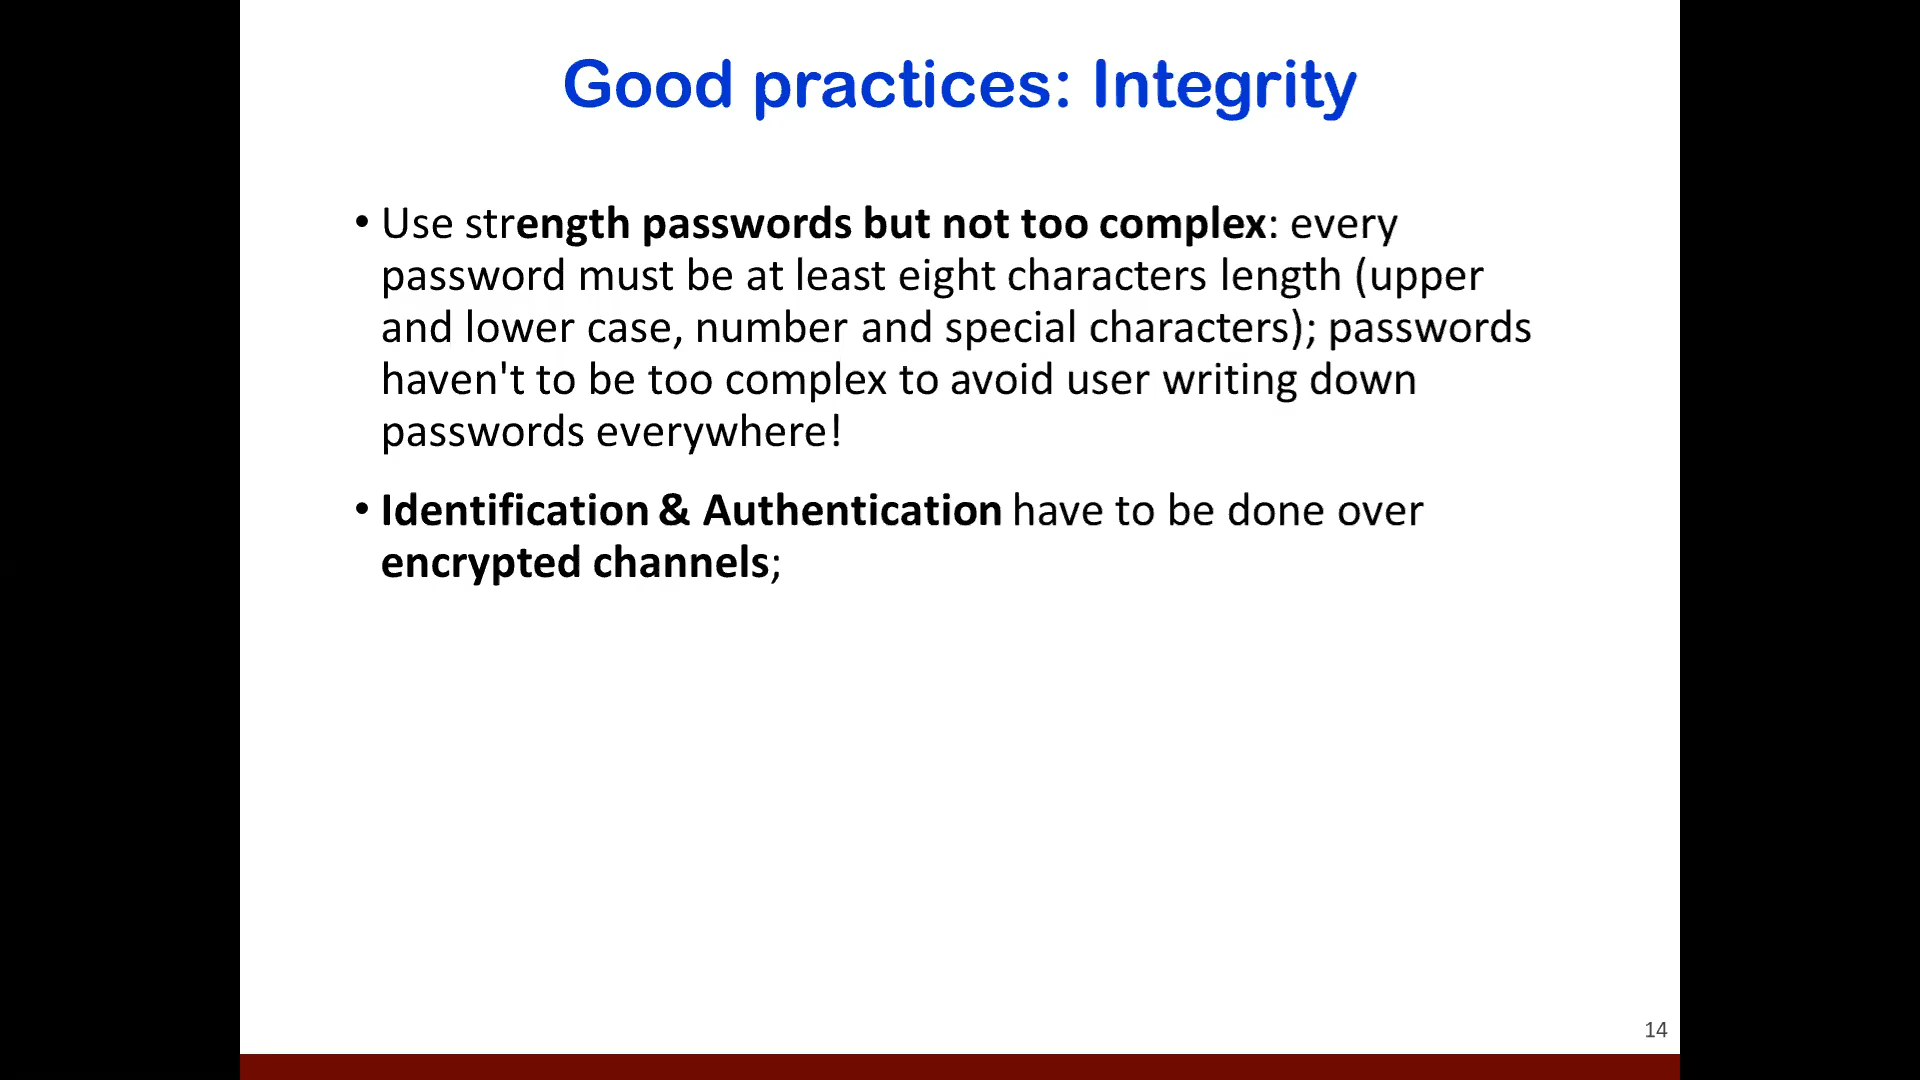 Good practices: Integrity
• Use strength passwords but not too complex: every
password must be at least eight characters length (upper
and lower case, number and special characters); passwords
haven't to be too complex to avoid user writing down
passwords everywhere!
• Identification & Authentication have to be done over
encrypted channels;
14